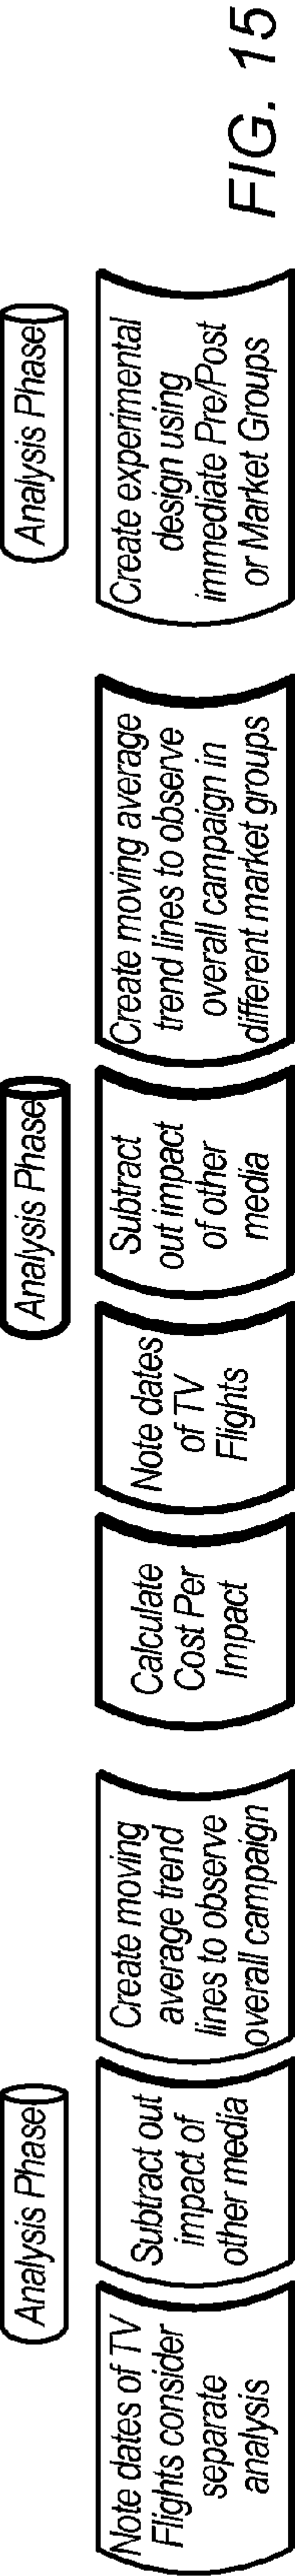 Analysis Phase
Note dates of TV
Flights consider
separate
analysis
Subtract out
impact of
other media
Create moving
average trend
lines to observe
overall campaign
Analysis Phase
Calculate
Cost Per
Impact
Note dates
of TV
Flights
Subtract
out impact
of other
media
Create moving average
trend lines to observe
overall campaign in
different market groups
Analysis Phase
Create experimental
design using
immediate Pre/Post
or Market Groups
FIG. 15